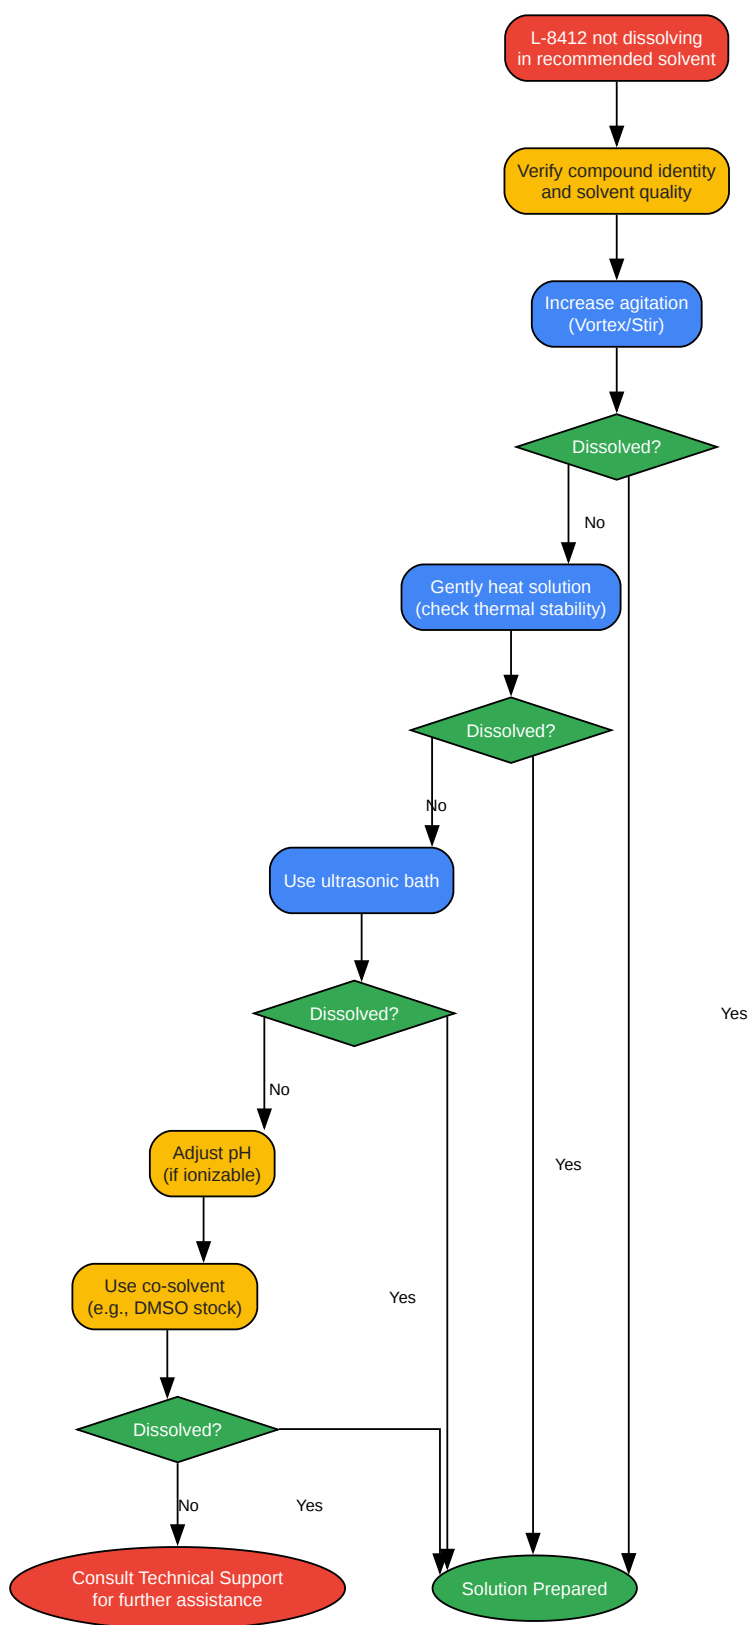 L-8412 not dissolving
in recommended solvent
Verify compound identity
and solvent quality
Increase agitation
(Vortex/Stir)
Dissolved?
No
Gently heat solution
(check thermal stability)
Dissolved?
No
Use ultrasonic bath
Dissolved?
Yes
No
Adjust pH
(if ionizable)
Yes
Use co-solvent
(e.g., DMSO stock)
Yes
Dissolved?
No
Yes
Consult Technical Support
for further assistance
Solution Prepared